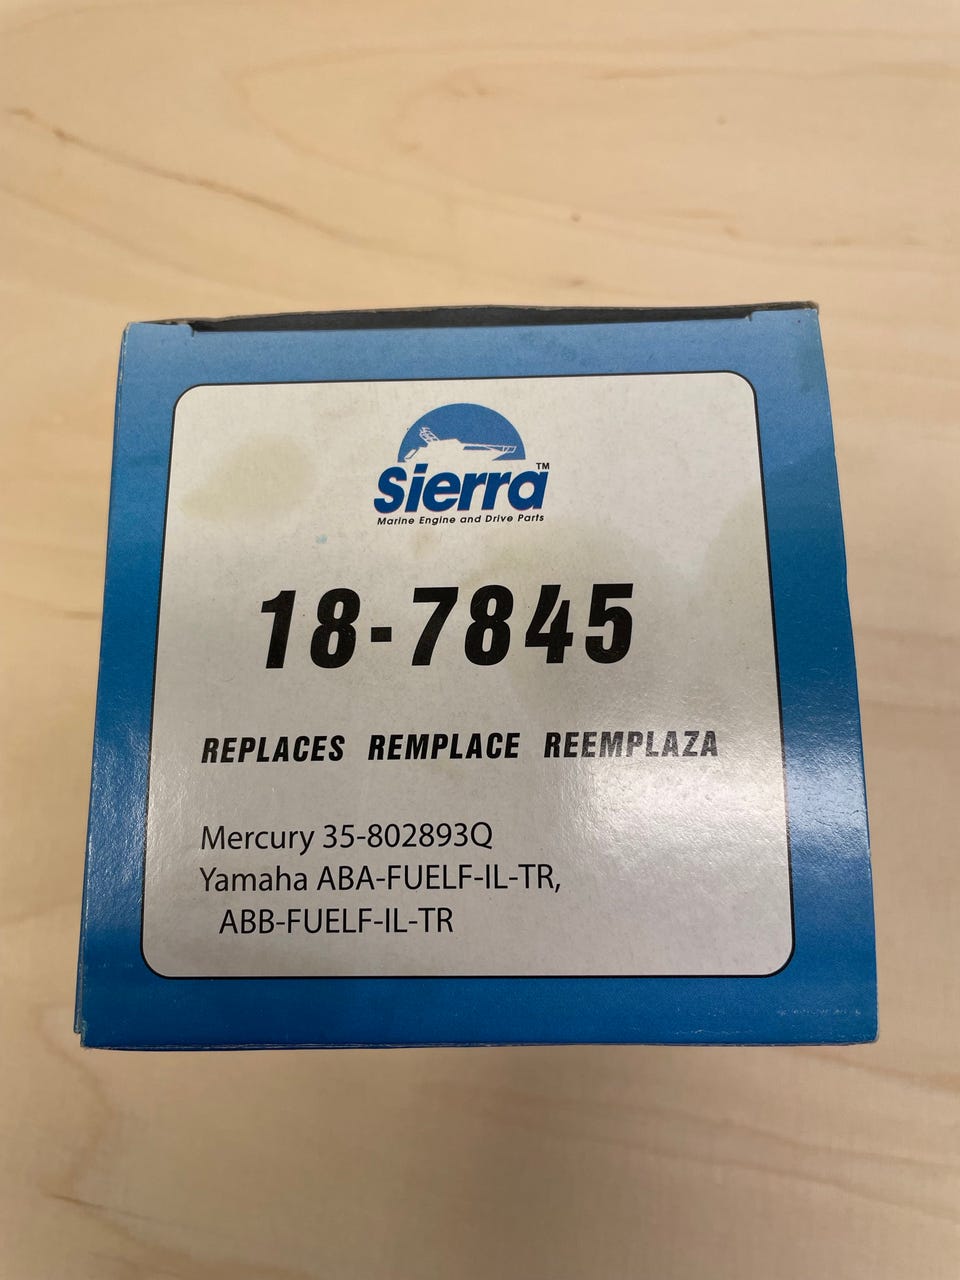 Sierra™
Marine Engine and Drive Parts
18-7845
REPLACES REMPLACE REEMPLAZA
Mercury 35-802893Q
Yamaha ABA-FUELF-IL-TR,
ABB-FUELF-IL-TR